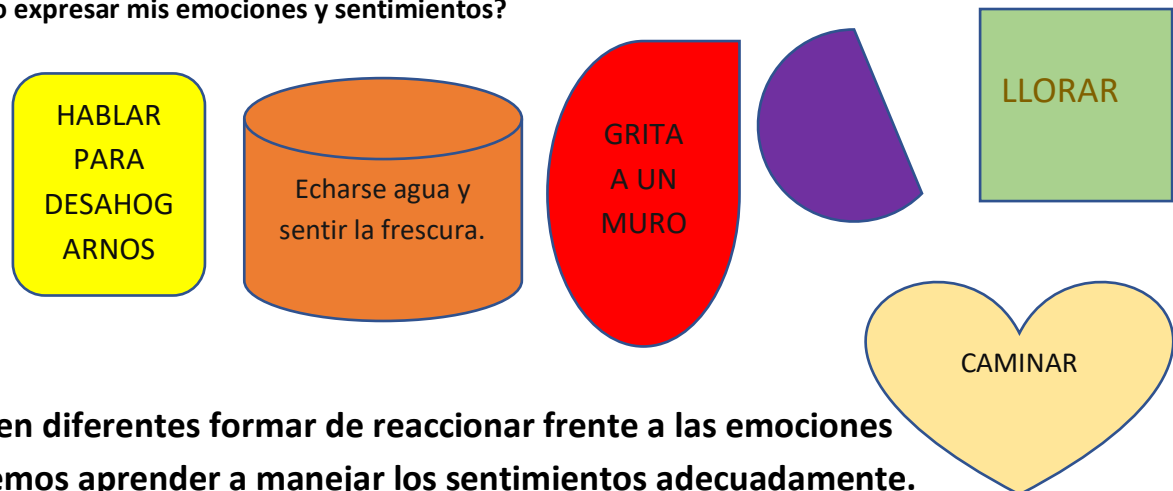 o expresar mis emociones y sentimientos?
HABLAR
PARA
DESAHOG
ARNOS
Echarse agua y
sentir la frescura.
GRITA
A UN
MURO
LLORAR
CAMINAR
en diferentes formar de reaccionar frente a las emociones
emos aprender a manejar los sentimientos adecuadamente.